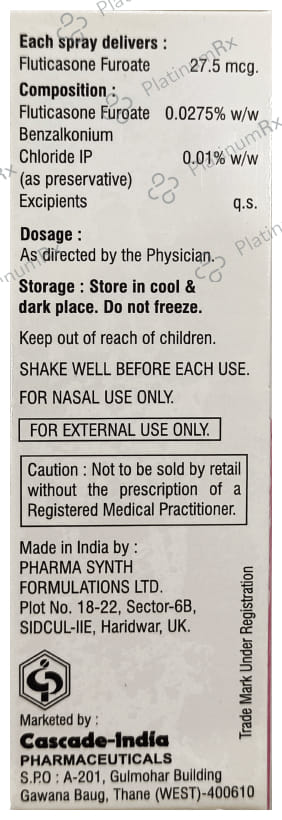 Each spray delivers :
Fluticasone Furoate 27.5 mcg.
Composition :
Fluticasone Furoate 0.0275% w/w
Benzalkonium
Chloride IP 0.01% w/w
(as preservative)
Excipients q.s.
Dosage :
As directed by the Physician.
Storage : Store in cool &
dark place. Do not freeze.
Keep out of reach of children.
SHAKE WELL BEFORE EACH USE.
FOR NASAL USE ONLY.
FOR EXTERNAL USE ONLY.
Caution : Not to be sold by retail
without the prescription of a
Registered Medical Practitioner.
Made in India by :
PHARMA SYNTH
FORMULATIONS LTD.
Plot No. 18-22, Sector-6B,
SIDCUL-IIE, Haridwar, UK.
Trade Mark Under Registration
Marketed by :
Cascade-India
PHARMACEUTICALS
S.P.O : A-201, Gulmohar Building
Gawana Baug, Thane (WEST)-400610
PlatinumRx
PlatinumRx